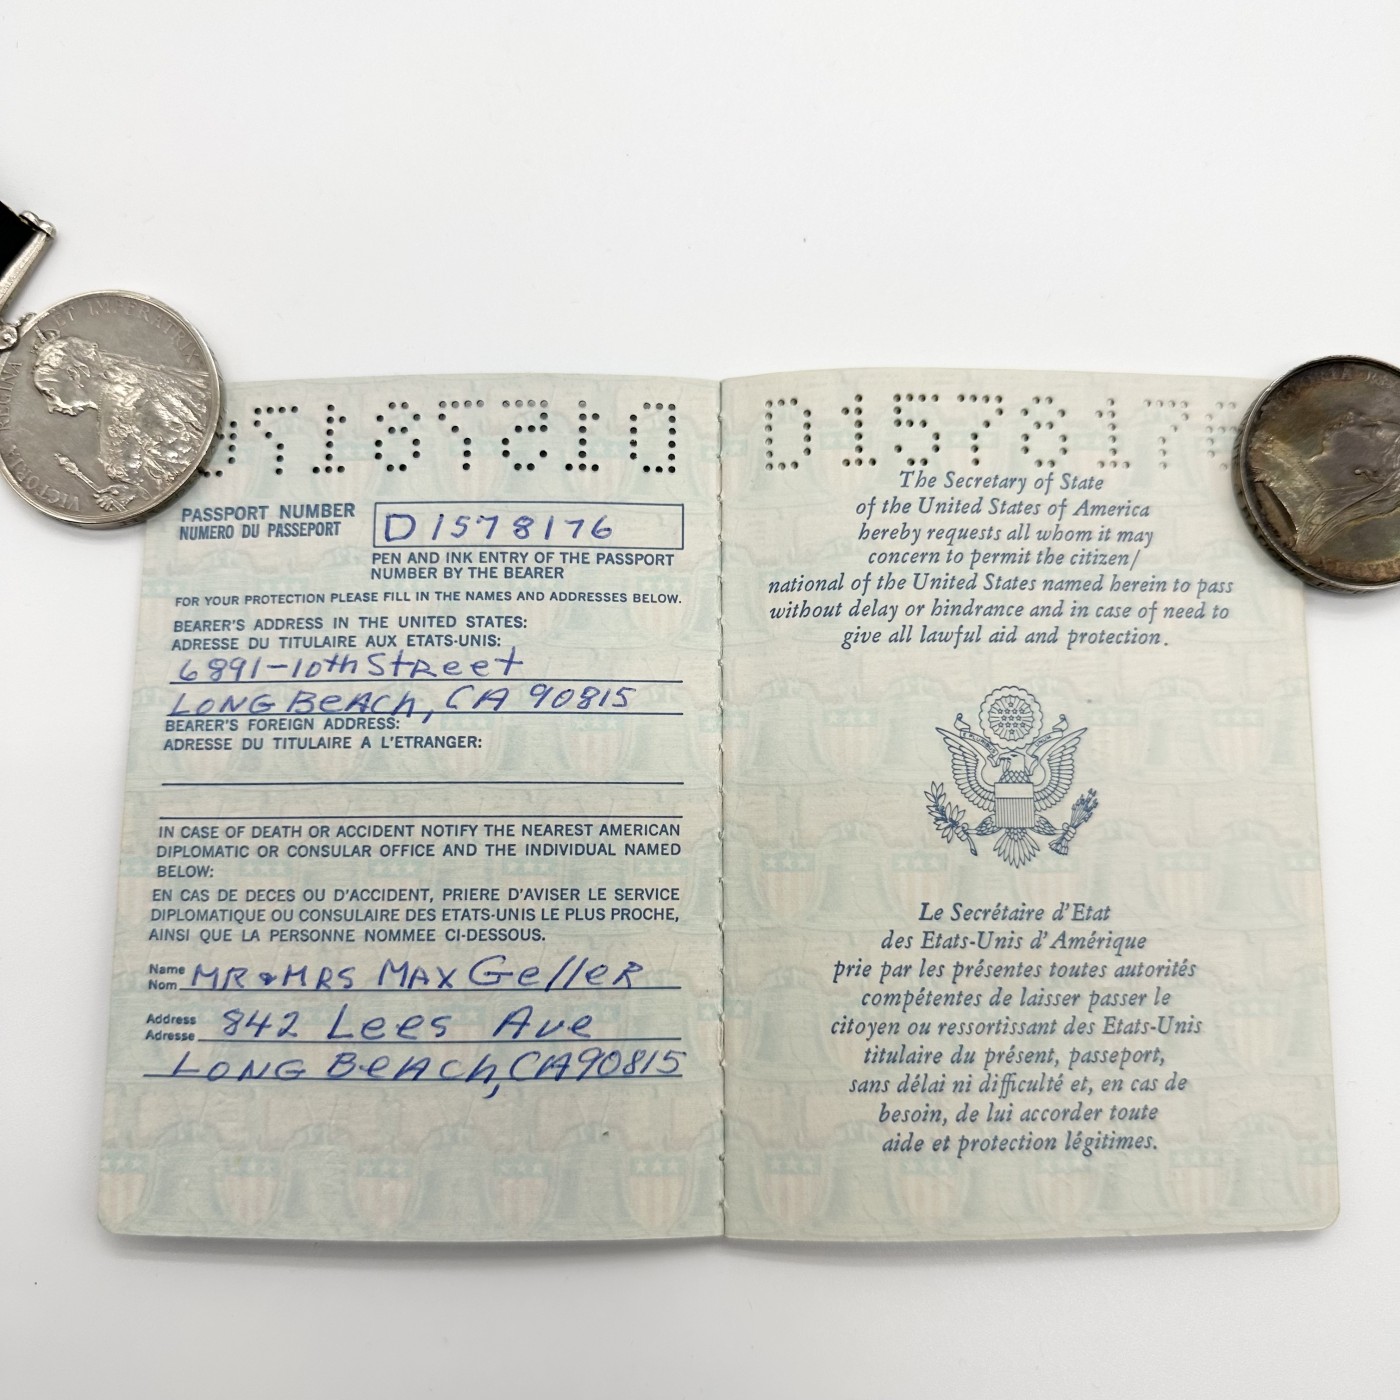 VICTORIA REGINA ET IMPERATRIX
D1578176
PASSPORT NUMBER
NUMERO DU PASSEPORT
D1578176
PEN AND INK ENTRY OF THE PASSPORT
NUMBER BY THE BEARER
FOR YOUR PROTECTION PLEASE FILL IN THE NAMES AND ADDRESSES BELOW.
BEARER'S ADDRESS IN THE UNITED STATES:
ADRESSE DU TITULAIRE AUX ETATS-UNIS:
6891-10th StReet
LONG BeACh, CA 90815
BEARER'S FOREIGN ADDRESS:
ADRESSE DU TITULAIRE A L'ETRANGER:
IN CASE OF DEATH OR ACCIDENT NOTIFY THE NEAREST AMERICAN
DIPLOMATIC OR CONSULAR OFFICE AND THE INDIVIDUAL NAMED
BELOW:
EN CAS DE DECES OU D'ACCIDENT, PRIERE D'AVISER LE SERVICE
DIPLOMATIQUE OU CONSULAIRE DES ETATS-UNIS LE PLUS PROCHE,
AINSI QUE LA PERSONNE NOMMEE CI-DESSOUS.
Name
Nom
MR & MRS MAX GelleR
Address
Adresse
842 Lees Ave
LONG BeACh, CA 90815
D157817
The Secretary of State
of the United States of America
hereby requests all whom it may
concern to permit the citizen/
national of the United States named herein to pass
without delay or hindrance and in case of need to
give all lawful aid and protection.
Le Secrétaire d'Etat
des Etats-Unis d'Amérique
prie par les présentes toutes autorités
compétentes de laisser passer le
citoyen ou ressortissant des Etats-Unis
titulaire du présent, passeport,
sans délai ni difficulté et, en cas de
besoin, de lui accorder toute
aide et protection légitimes.